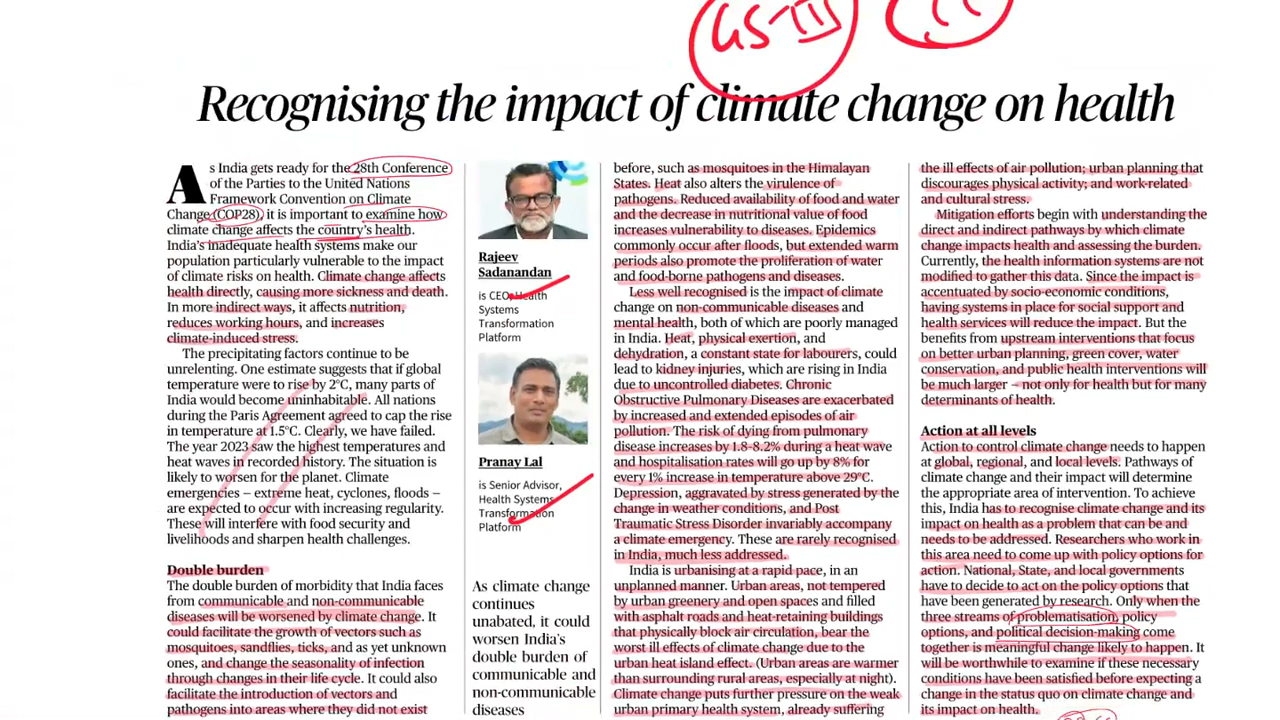 GS-III
Recognising the impact of climate change on health
As India gets ready for the 28th Conference
of the Parties to the United Nations
Framework Convention on Climate
Change (COP28), it is important to examine how
climate change affects the country's health.
India's inadequate health systems make our
population particularly vulnerable to the impact
of climate risks on health. Climate change affects
health directly, causing more sickness and death.
In more indirect ways, it affects nutrition,
reduces working hours, and increases
climate-induced stress.
The precipitating factors continue to be
unrelenting. One estimate suggests that if global
temperature were to rise by 2°C, many parts of
India would become uninhabitable. All nations
during the Paris Agreement agreed to cap the rise
in temperature at 1.5°C. Clearly, we have failed.
The year 2023 saw the highest temperatures and
heat waves in recorded history. The situation is
likely to worsen for the planet. Climate
emergencies – extreme heat, cyclones, floods –
are expected to occur with increasing regularity.
These will interfere with food security and
livelihoods and sharpen health challenges.
Double burden
The double burden of morbidity that India faces
from communicable and non-communicable
diseases will be worsened by climate change. It
could facilitate the growth of vectors such as
mosquitoes, sandflies, ticks, and as yet unknown
ones, and change the seasonality of infection
through changes in their life cycle. It could also
facilitate the introduction of vectors and
pathogens into areas where they did not exist
Rajeev
Sadanandan
is CEO, Health
Systems
Transformation
Platform
Pranay Lal
is Senior Advisor,
Health Systems
Transformation
Platform
As climate change
continues
unabated, it could
worsen India's
double burden of
communicable and
non-communicable
diseases
before, such as mosquitoes in the Himalayan
States. Heat also alters the virulence of
pathogens. Reduced availability of food and water
and the decrease in nutritional value of food
increases vulnerability to diseases. Epidemics
commonly occur after floods, but extended warm
periods also promote the proliferation of water
and food-borne pathogens and diseases.
Less well recognised is the impact of climate
change on non-communicable diseases and
mental health, both of which are poorly managed
in India. Heat, physical exertion, and
dehydration, a constant state for labourers, could
lead to kidney injuries, which are rising in India
due to uncontrolled diabetes. Chronic
Obstructive Pulmonary Diseases are exacerbated
by increased and extended episodes of air
pollution. The risk of dying from pulmonary
disease increases by 1.8-8.2% during a heat wave
and hospitalisation rates will go up by 8% for
every 1% increase in temperature above 29°C.
Depression, aggravated by stress generated by the
change in weather conditions, and Post
Traumatic Stress Disorder invariably accompany
a climate emergency. These are rarely recognised
in India, much less addressed.
India is urbanising at a rapid pace, in an
unplanned manner. Urban areas, not tempered
by urban greenery and open spaces and filled
with asphalt roads and heat-retaining buildings
that physically block air circulation, bear the
worst ill effects of climate change due to the
urban heat island effect. (Urban areas are warmer
than surrounding rural areas, especially at night).
Climate change puts further pressure on the weak
urban primary health system, already suffering
the ill effects of air pollution; urban planning that
discourages physical activity; and work-related
and cultural stress.
Mitigation efforts begin with understanding the
direct and indirect pathways by which climate
change impacts health and assessing the burden.
Currently, the health information systems are not
modified to gather this data. Since the impact is
accentuated by socio-economic conditions,
having systems in place for social support and
health services will reduce the impact. But the
benefits from upstream interventions that focus
on better urban planning, green cover, water
conservation, and public health interventions will
be much larger – not only for health but for many
determinants of health.
Action at all levels
Action to control climate change needs to happen
at global, regional, and local levels. Pathways of
climate change and their impact will determine
the appropriate area of intervention. To achieve
this, India has to recognise climate change and its
impact on health as a problem that can be and
needs to be addressed. Researchers who work in
this area need to come up with policy options for
action. National, State, and local governments
have to decide to act on the policy options that
have been generated by research. Only when the
three streams of problematisation, policy
options, and political decision-making come
together is meaningful change likely to happen. It
will be worthwhile to examine if these necessary
conditions have been satisfied before expecting a
change in the status quo on climate change and
its impact on health.